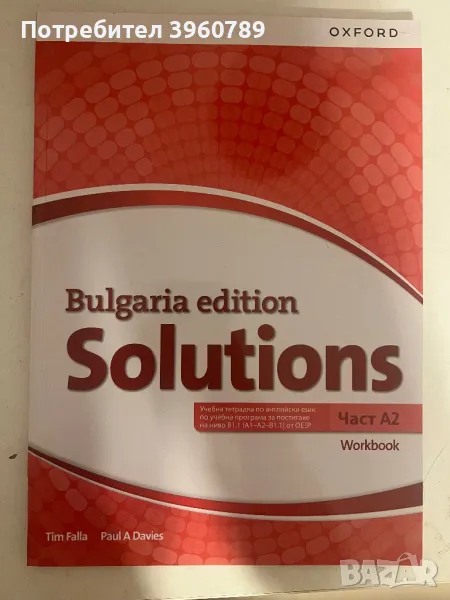 Потребител 3960789
OXFORD
Bulgaria edition
Solutions
Учебна тетрадка по английски език
по учебна програма за постигане
на ниво B1.1 (A1–A2–B1.1) от ОЕЕР
Част A2
Workbook
Tim Falla Paul A Davies
BAZAR